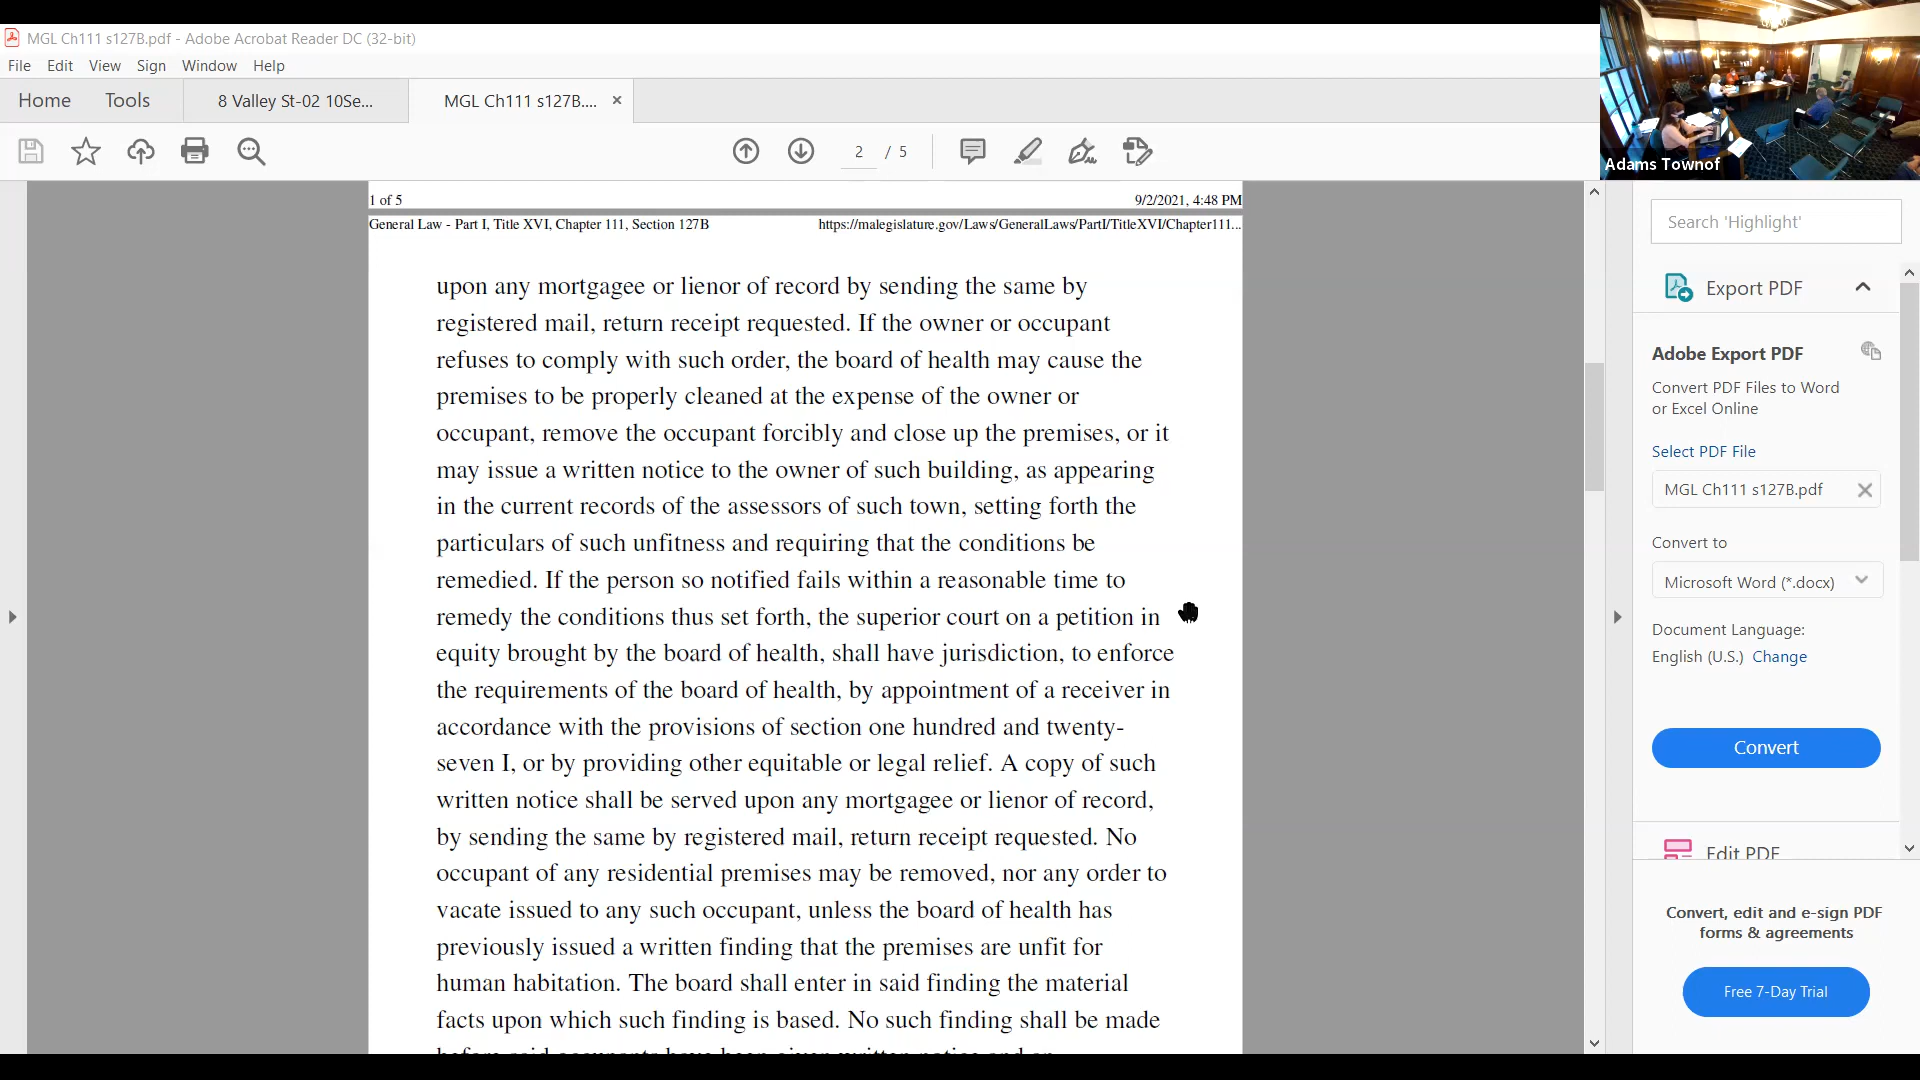 MGL Ch111 s127B.pdf - Adobe Acrobat Reader DC (32-bit)
File Edit View Sign Window Help
Home Tools 8 Valley St-02 10Se... MGL Ch111 s127B.... ×
2 / 5
Adams Townof
1 of 5 9/2/2021, 4:48 PM
General Law - Part I, Title XVI, Chapter 111, Section 127B https://malegislature.gov/Laws/GeneralLaws/PartI/TitleXVI/Chapter111...
upon any mortgagee or lienor of record by sending the same by
registered mail, return receipt requested. If the owner or occupant
refuses to comply with such order, the board of health may cause the
premises to be properly cleaned at the expense of the owner or
occupant, remove the occupant forcibly and close up the premises, or it
may issue a written notice to the owner of such building, as appearing
in the current records of the assessors of such town, setting forth the
particulars of such unfitness and requiring that the conditions be
remedied. If the person so notified fails within a reasonable time to
remedy the conditions thus set forth, the superior court on a petition in
equity brought by the board of health, shall have jurisdiction, to enforce
the requirements of the board of health, by appointment of a receiver in
accordance with the provisions of section one hundred and twenty-
seven I, or by providing other equitable or legal relief. A copy of such
written notice shall be served upon any mortgagee or lienor of record,
by sending the same by registered mail, return receipt requested. No
occupant of any residential premises may be removed, nor any order to
vacate issued to any such occupant, unless the board of health has
previously issued a written finding that the premises are unfit for
human habitation. The board shall enter in said finding the material
facts upon which such finding is based. No such finding shall be made
Search 'Highlight'
Export PDF
Adobe Export PDF
Convert PDF Files to Word
or Excel Online
Select PDF File
MGL Ch111 s127B.pdf
Convert to
Microsoft Word (*.docx)
Document Language:
English (U.S.) Change
Convert
Edit PDF
Convert, edit and e-sign PDF
forms & agreements
Free 7-Day Trial